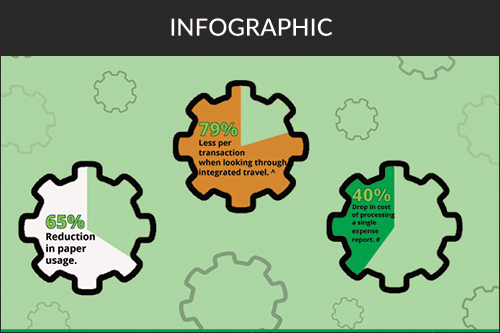 INFOGRAPHIC
79%
Less per
transaction
when looking through
integrated travel. ^
65%
Reduction
in paper
usage.
40%
Drop in cost
of processing
a single
expense
report. #